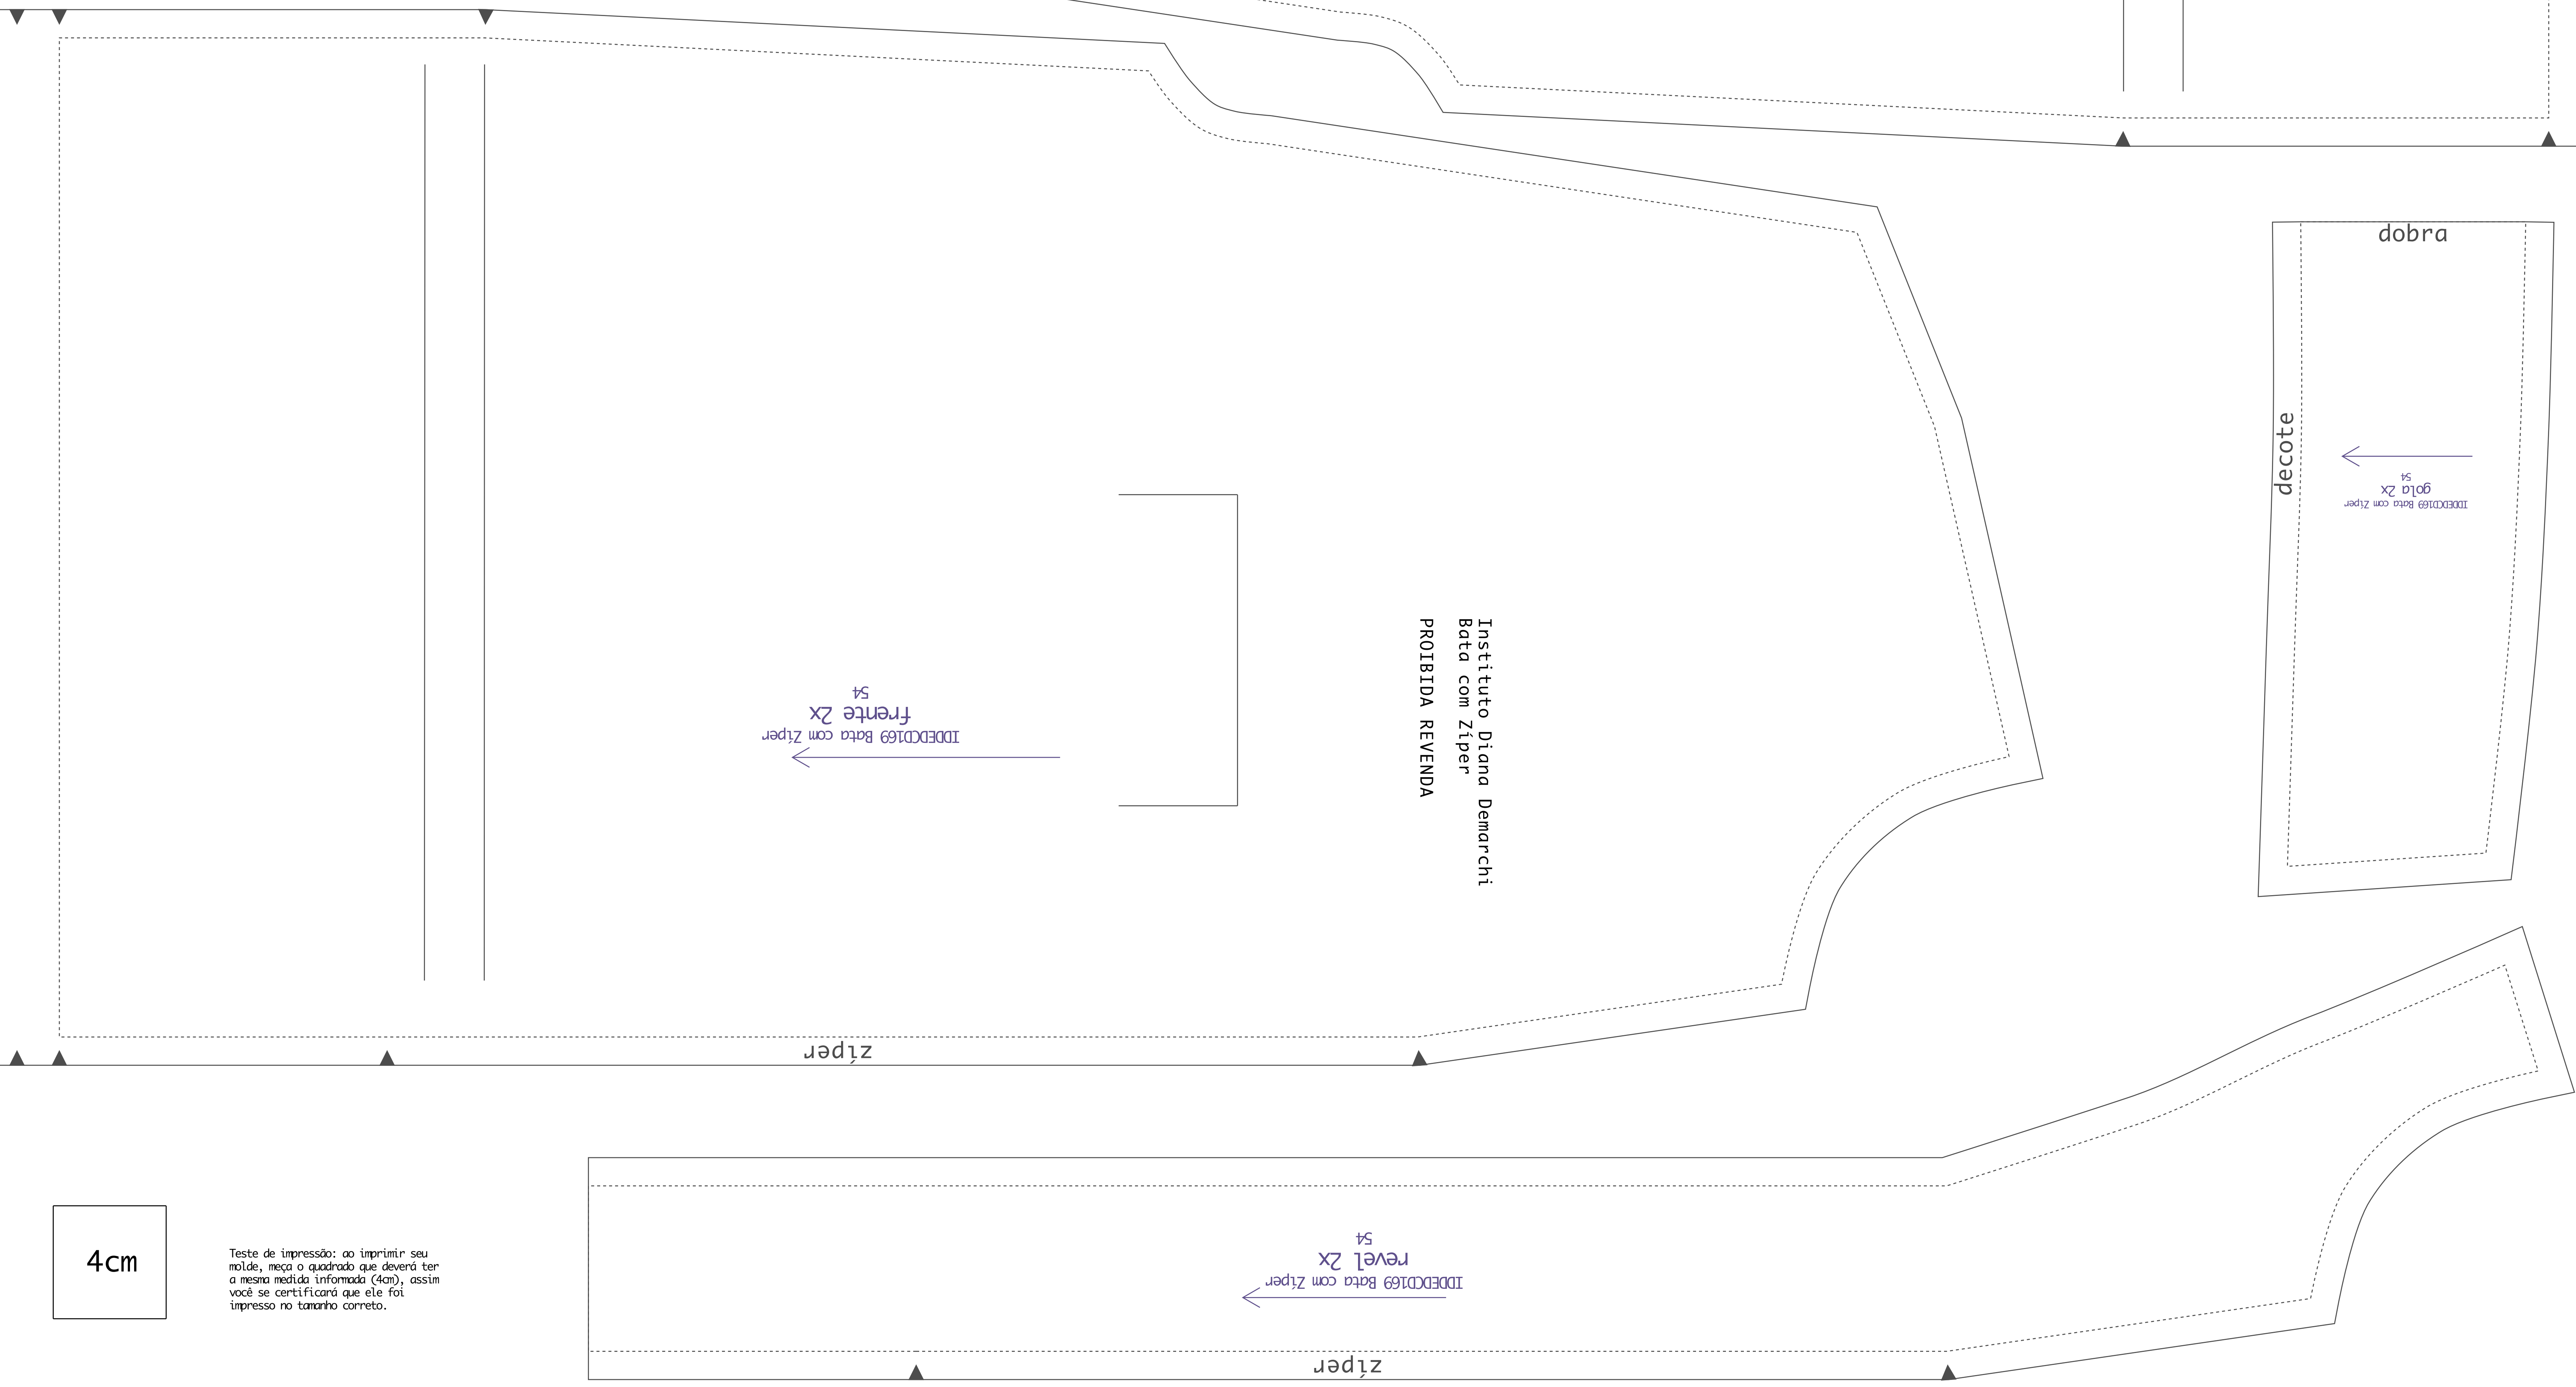 dobra
decote
54
gola 2x
IDDEDCD169 Bata com Zíper
Instituto Diana Demarchi
Bata com Zíper
PROIBIDA REVENDA
IDDEDCD169 Bata com Zíper
frente 2x
54
zíper
4cm
Teste de impressão: ao imprimir seu
molde, meça o quadrado que deverá ter
a mesma medida informada (4cm), assim
você se certificará que ele foi
impresso no tamanho correto.
IDDEDCD169 Bata com Zíper
revel 2x
54
zíper